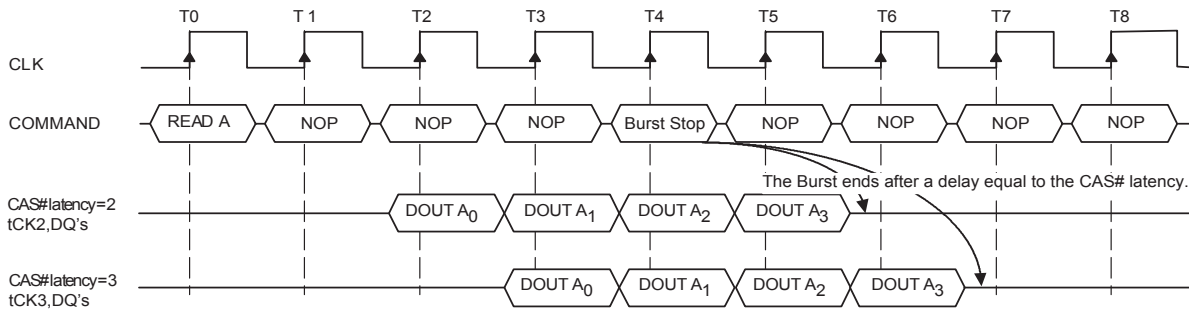 T0 T 1 T2 T3 T4 T5 T6 T7 T8
CLK
COMMAND READ A NOP NOP NOP Burst Stop NOP NOP NOP NOP
The Burst ends after a delay equal to the CAS# latency.
CAS#latency=2
tCK2,DQ's
DOUT A0 DOUT A1 DOUT A2 DOUT A3
CAS#latency=3
tCK3,DQ's
DOUT A0 DOUT A1 DOUT A2 DOUT A3